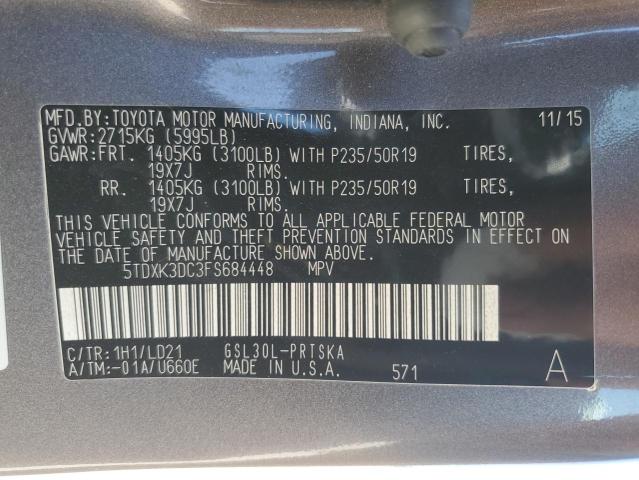 MFD.BY:TOYOTA MOTOR MANUFACTURING, INDIANA, INC. 11/15
GVWR:2715KG (5995LB)
GAWR:FRT. 1405KG (3100LB) WITH P235/50R19 TIRES,
19X7J RIMS.
RR. 1405KG (3100LB) WITH P235/50R19 TIRES,
19X7J RIMS.
THIS VEHICLE CONFORMS TO ALL APPLICABLE FEDERAL MOTOR
VEHICLE SAFETY AND THEFT PREVENTION STANDARDS IN EFFECT ON
THE DATE OF MANUFACTURE SHOWN ABOVE.
5TDXK3DC3FS684448 MPV
C/TR:1H1/LD21 GSL30L-PRTSKA
A/TM:-01A/U660E MADE IN U.S.A. 571 A